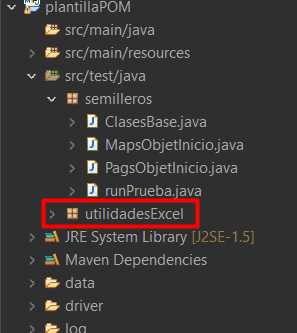 plantillaPOM
src/main/java
src/main/resources
src/test/java
semilleros
ClasesBase.java
MapsObjetInicio.java
PagsObjetInicio.java
runPrueba.java
utilidadesExcel
JRE System Library [J2SE-1.5]
Maven Dependencies
data
driver
log